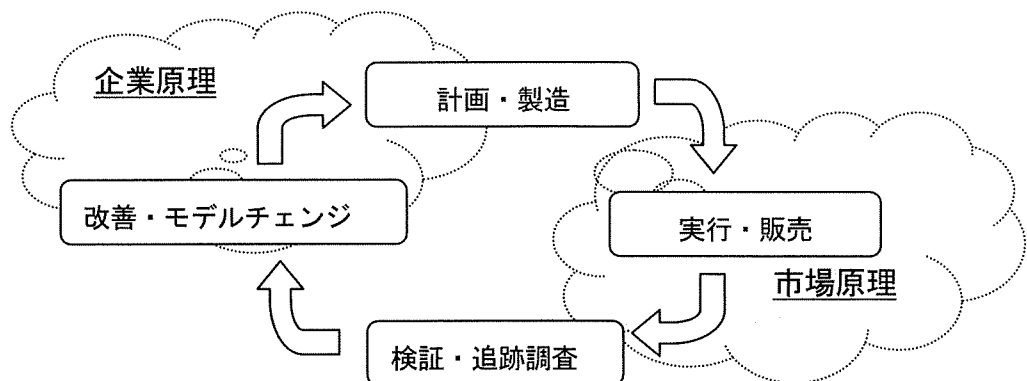 企業原理
計画・製造
改善・モデルチェンジ
実行・販売
市場原理
検証・追跡調査